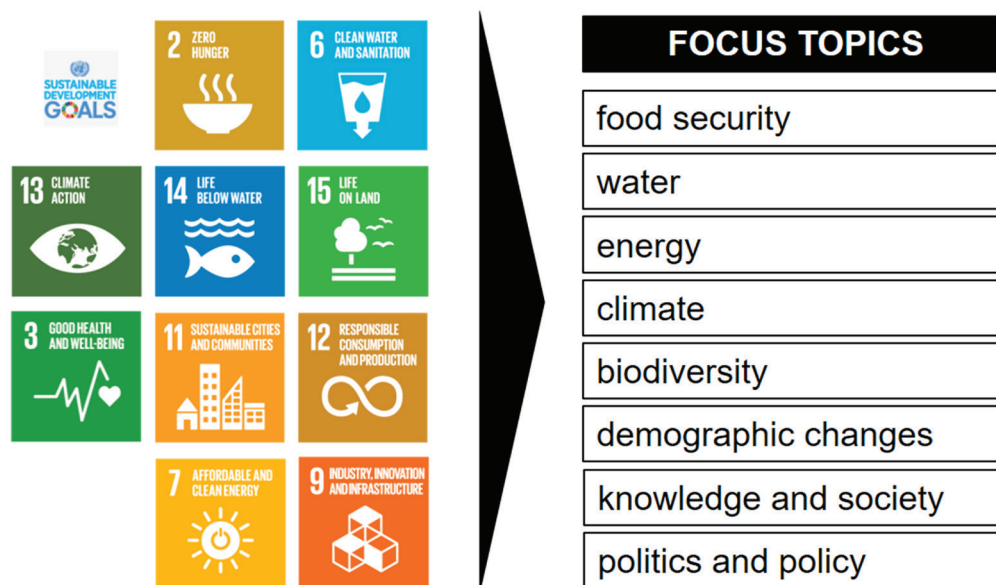 SUSTAINABLE
DEVELOPMENT
GOALS
2 ZERO
HUNGER
6 CLEAN WATER
AND SANITATION
13 CLIMATE
ACTION
14 LIFE
BELOW WATER
15 LIFE
ON LAND
3 GOOD HEALTH
AND WELL-BEING
11 SUSTAINABLE CITIES
AND COMMUNITIES
12 RESPONSIBLE
CONSUMPTION
AND PRODUCTION
7 AFFORDABLE AND
CLEAN ENERGY
9 INDUSTRY, INNOVATION
AND INFRASTRUCTURE
FOCUS TOPICS
food security
water
energy
climate
biodiversity
demographic changes
knowledge and society
politics and policy